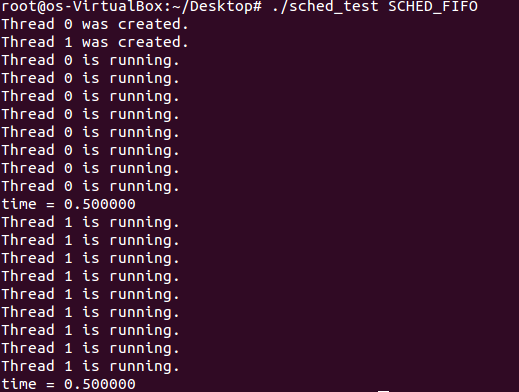 root@os-VirtualBox:~/Desktop# ./sched_test SCHED_FIFO
Thread 0 was created.
Thread 1 was created.
Thread 0 is running.
Thread 0 is running.
Thread 0 is running.
Thread 0 is running.
Thread 0 is running.
Thread 0 is running.
Thread 0 is running.
Thread 0 is running.
time = 0.500000
Thread 1 is running.
Thread 1 is running.
Thread 1 is running.
Thread 1 is running.
Thread 1 is running.
Thread 1 is running.
Thread 1 is running.
Thread 1 is running.
Thread 1 is running.
time = 0.500000